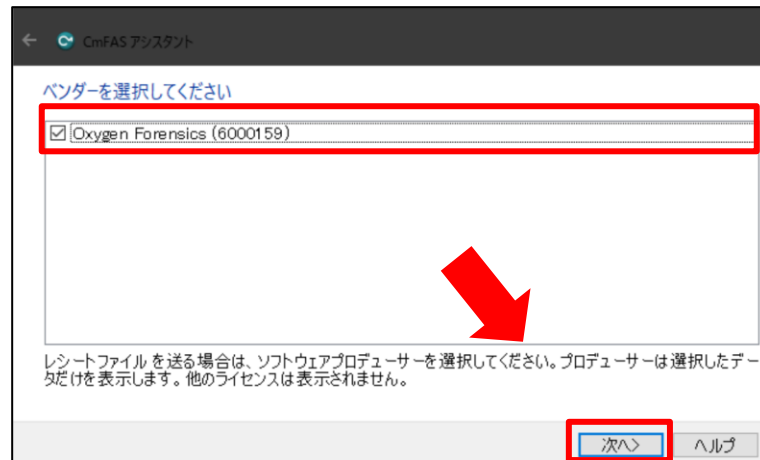 CmFAS アシスタント
ベンダーを選択してください
Oxygen Forensics (6000159)
レシートファイル を送る場合は、ソフトウェアプロデューサーを選択してください。プロデューサーは選択したデー
タだけを表示します。他のライセンスは表示されません。
次へ>
ヘルプ